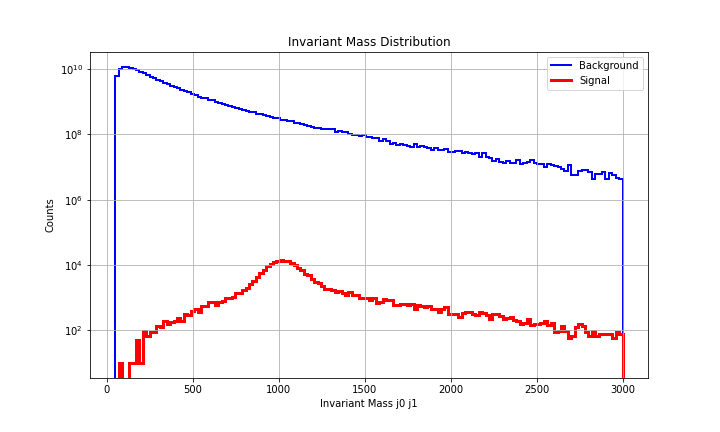 Invariant Mass Distribution
Background
Signal
Counts
10^10
10^8
10^6
10^4
10^2
0 500 1000 1500 2000 2500 3000
Invariant Mass j0 j1